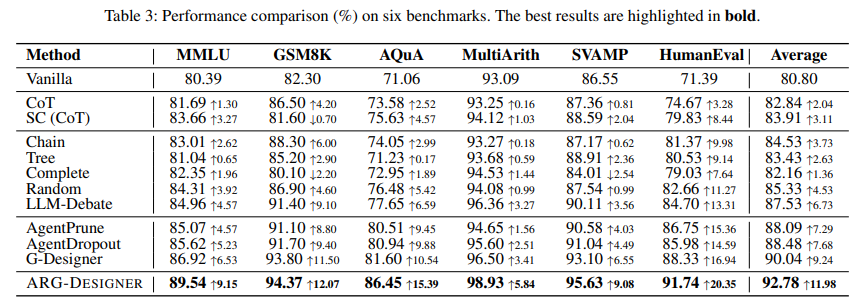 Table 3: Performance comparison (%) on six benchmarks. The best results are highlighted in bold.
Method MMLU GSM8K AQuA MultiArith SVAMP HumanEval Average
Vanilla 80.39 82.30 71.06 93.09 86.55 71.39 80.80
CoT 81.69 ↑1.30 86.50 ↑4.20 73.58 ↑2.52 93.25 ↑0.16 87.36 ↑0.81 74.67 ↑3.28 82.84 ↑2.04
SC (CoT) 83.66 ↑3.27 81.60 ↓0.70 75.63 ↑4.57 94.12 ↑1.03 88.59 ↑2.04 79.83 ↑8.44 83.91 ↑3.11
Chain 83.01 ↑2.62 88.30 ↑6.00 74.05 ↑2.99 93.27 ↑0.18 87.17 ↑0.62 81.37 ↑9.98 84.53 ↑3.73
Tree 81.04 ↑0.65 85.20 ↑2.90 71.23 ↑0.17 93.68 ↑0.59 88.91 ↑2.36 80.53 ↑9.14 83.43 ↑2.63
Complete 82.35 ↑1.96 80.10 ↓2.20 72.95 ↑1.89 94.53 ↑1.44 84.01 ↓2.54 79.03 ↑7.64 82.16 ↑1.36
Random 84.31 ↑3.92 86.90 ↑4.60 76.48 ↑5.42 94.08 ↑0.99 87.54 ↑0.99 82.66 ↑11.27 85.33 ↑4.53
LLM-Debate 84.96 ↑4.57 91.40 ↑9.10 77.65 ↑6.59 96.36 ↑3.27 90.11 ↑3.56 84.70 ↑13.31 87.53 ↑6.73
AgentPrune 85.07 ↑4.57 91.10 ↑8.80 80.51 ↑9.45 94.65 ↑1.56 90.58 ↑4.03 86.75 ↑15.36 88.09 ↑7.29
AgentDropout 85.62 ↑5.23 91.70 ↑9.40 80.94 ↑9.88 95.60 ↑2.51 91.04 ↑4.49 85.98 ↑14.59 88.48 ↑7.68
G-Designer 86.92 ↑6.53 93.80 ↑11.50 81.60 ↑10.54 96.50 ↑3.41 93.10 ↑6.55 88.33 ↑16.94 90.04 ↑9.24
ARG-DESIGNER 89.54 ↑9.15 94.37 ↑12.07 86.45 ↑15.39 98.93 ↑5.84 95.63 ↑9.08 91.74 ↑20.35 92.78 ↑11.98